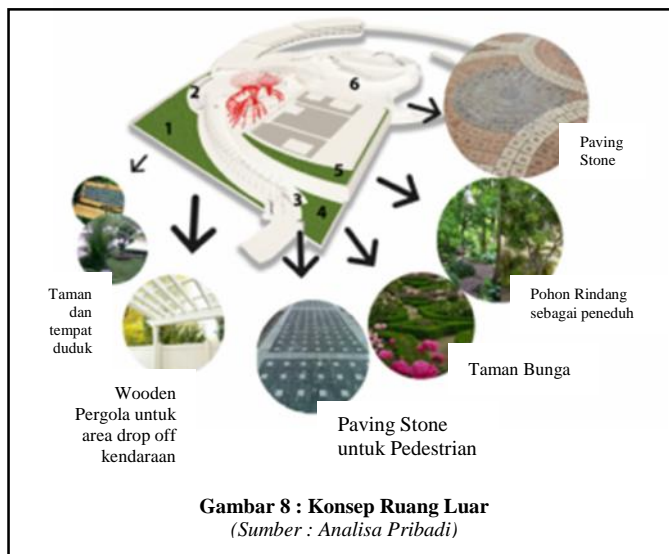 2
6
1
5
3
4
Paving
Stone
Taman
dan
tempat
duduk
Wooden
Pergola untuk
area drop off
kendaraan
Paving Stone
untuk Pedestrian
Taman Bunga
Pohon Rindang
sebagai peneduh
Gambar 8 : Konsep Ruang Luar
(Sumber : Analisa Pribadi)